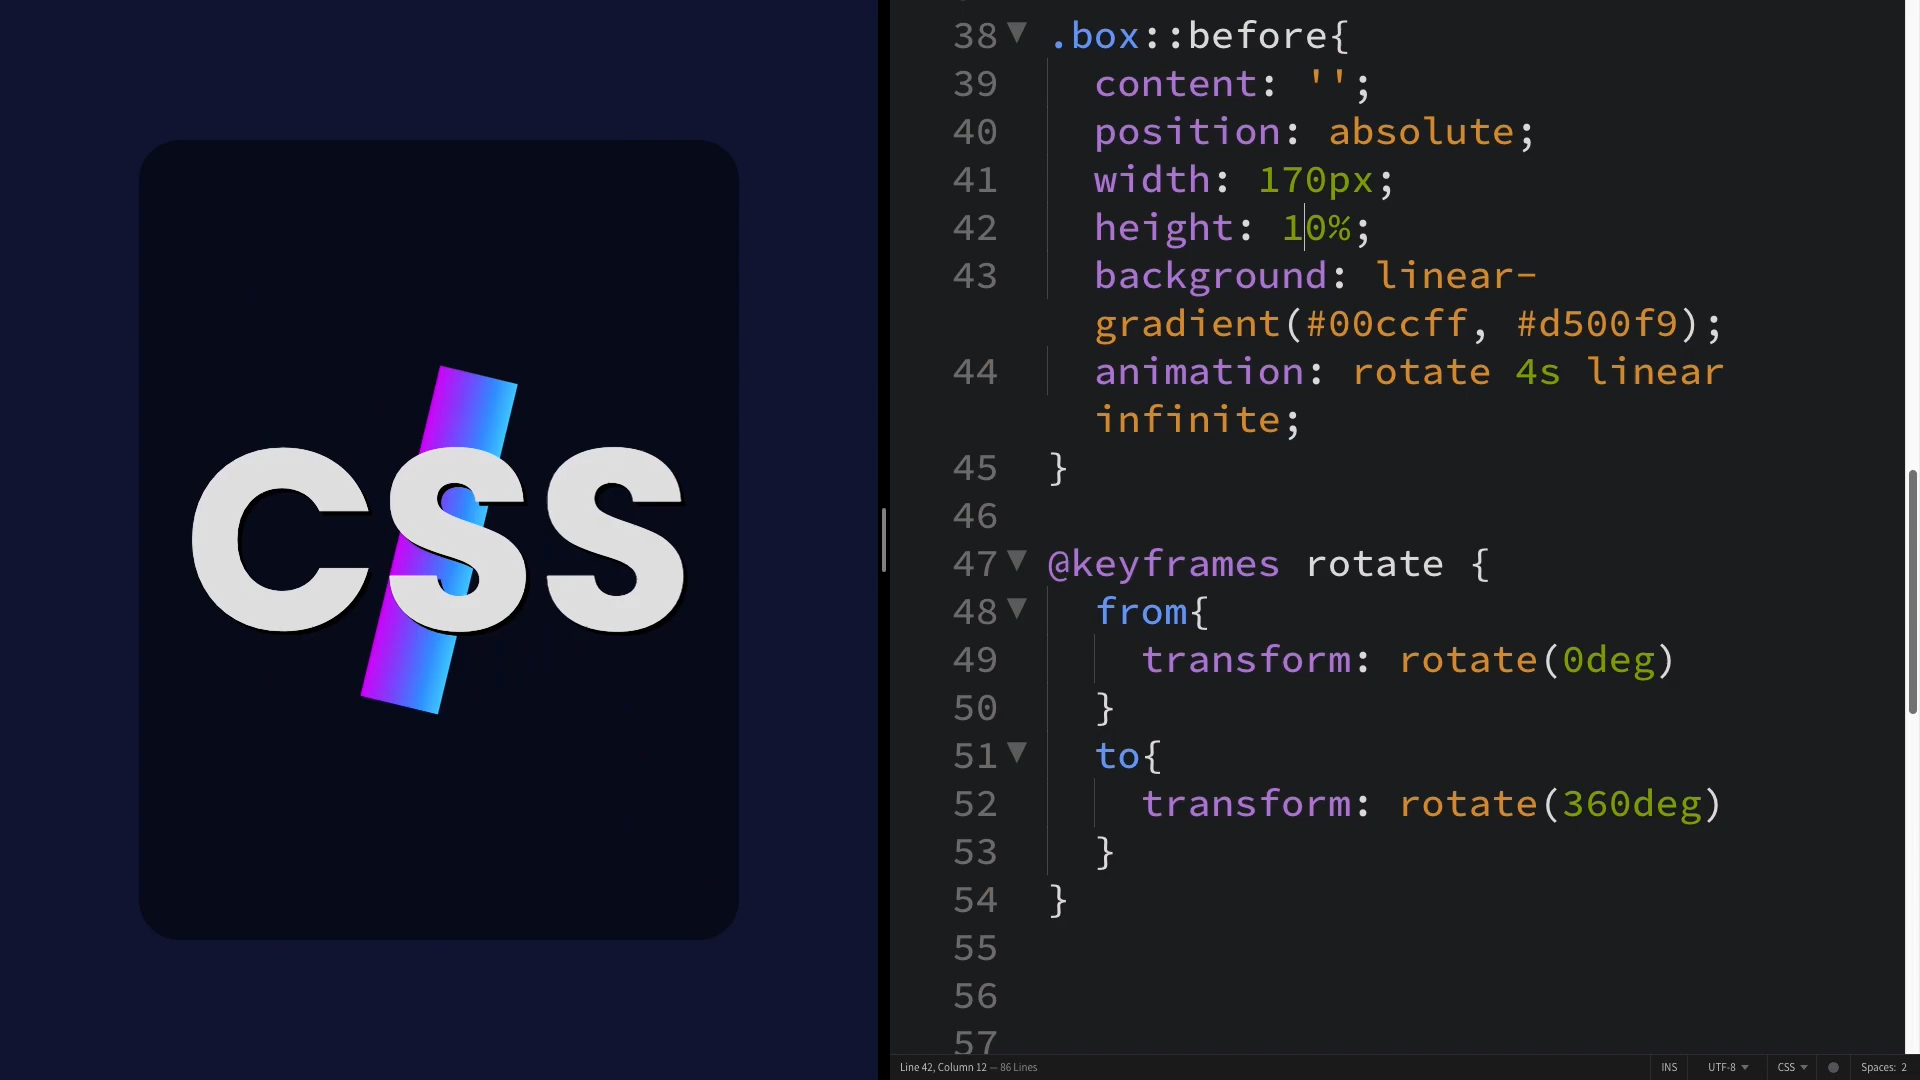 CSS
38 .box::before{
39 content: '';
40 position: absolute;
41 width: 170px;
42 height: 10%;
43 background: linear-
gradient(#00ccff, #d500f9);
44 animation: rotate 4s linear
infinite;
45 }
46
47 @keyframes rotate {
48 from{
49 transform: rotate(0deg)
50 }
51 to{
52 transform: rotate(360deg)
53 }
54 }
55
56
57
Line 42, Column 12 — 86 Lines INS UTF-8 CSS Spaces: 2